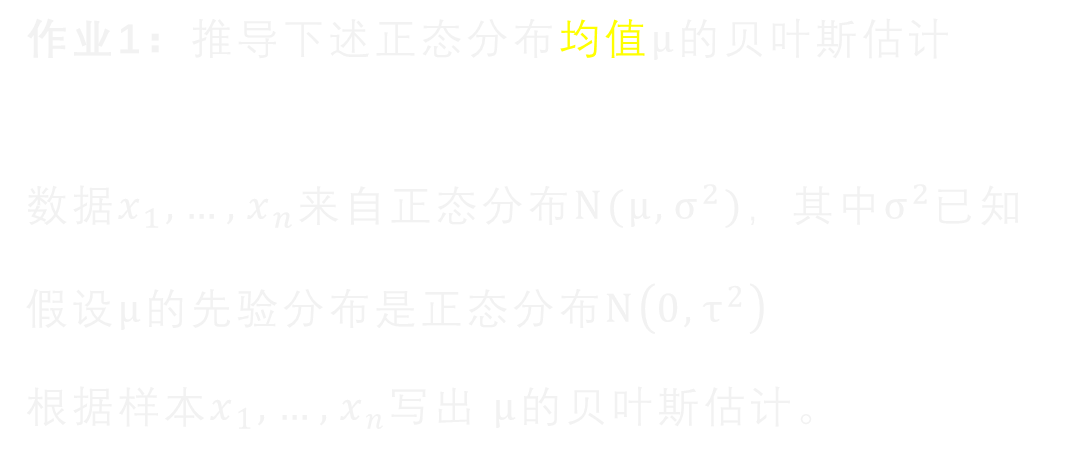 作业1：推导下述正态分布均值μ的贝叶斯估计
数据x₁,…,xₙ来自正态分布N(μ,σ²)，其中σ²已知
假设μ的先验分布是正态分布N(0,τ²)
根据样本x₁,…,xₙ写出 μ的贝叶斯估计。